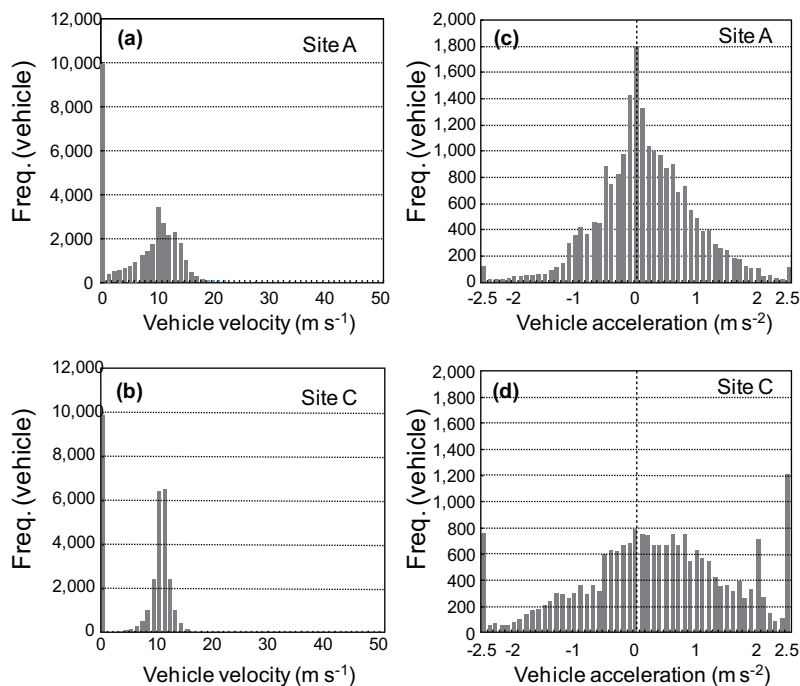 (a)
Site A
12,000
10,000
8,000
6,000
4,000
2,000
0
Freq. (vehicle)
0 10 20 30 40 50
Vehicle velocity (m s-1)
(c)
Site A
2,000
1,800
1,600
1,400
1,200
1,000
800
600
400
200
0
Freq. (vehicle)
-2.5 -2 -1 0 1 2 2.5
Vehicle acceleration (m s-2)
(b)
Site C
12,000
10,000
8,000
6,000
4,000
2,000
0
Freq. (vehicle)
0 10 20 30 40 50
Vehicle velocity (m s-1)
(d)
Site C
2,000
1,800
1,600
1,400
1,200
1,000
800
600
400
200
0
Freq. (vehicle)
-2.5 -2 -1 0 1 2 2.5
Vehicle acceleration (m s-2)